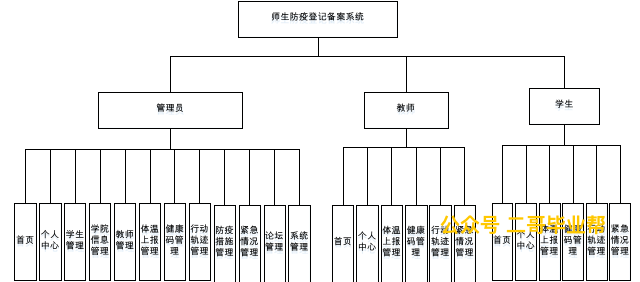 师生防疫登记备案系统
管理员
教师
学生
首页
个人
中心
学生
管理
学院
信息
管理
教师
管理
体温
上报
管理
健康
码管
理
行动
轨迹
管理
防疫
措施
管理
紧急
情况
管理
论坛
管理
系统
管理
首页
个人
中心
体温
上报
管理
健康
码管
理
行动
轨迹
管理
紧急
情况
管理
首页
个人
中心
体温
上报
管理
健康
码管
理
行动
轨迹
管理
紧急
情况
管理
公众号 二哥毕业帮